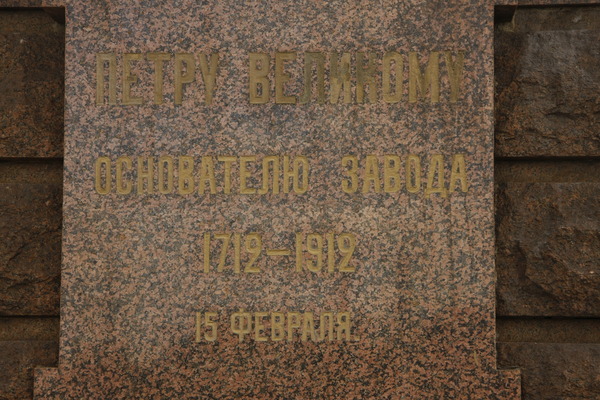 ПЕТРУ ВЕЛИКОМУ
ОСНОВАТЕЛЮ ЗАВОДА
1712-1912
15 ФЕВРАЛЯ.